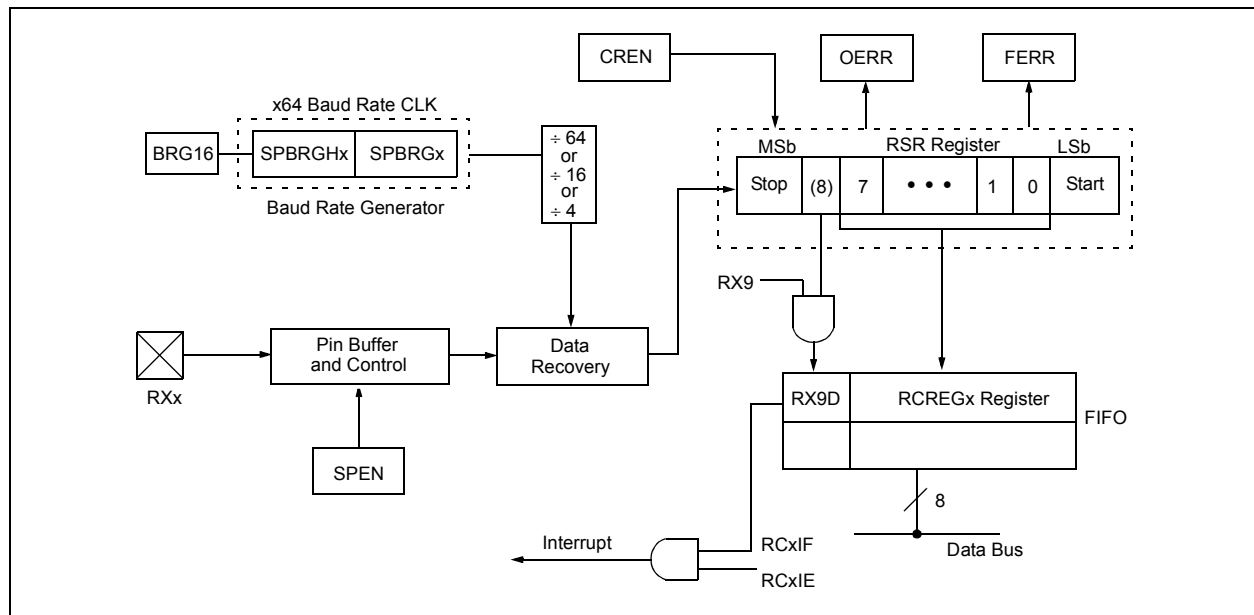 CREN
OERR
FERR
x64 Baud Rate CLK
BRG16
SPBRGHx
SPBRGx
Baud Rate Generator
÷ 64
or
÷ 16
or
÷ 4
MSb
RSR Register
LSb
Stop
(8)
7
• • •
1
0
Start
RX9
RXx
Pin Buffer
and Control
Data
Recovery
SPEN
RX9D
RCREGx Register
FIFO
8
Data Bus
Interrupt
RCxIF
RCxIE